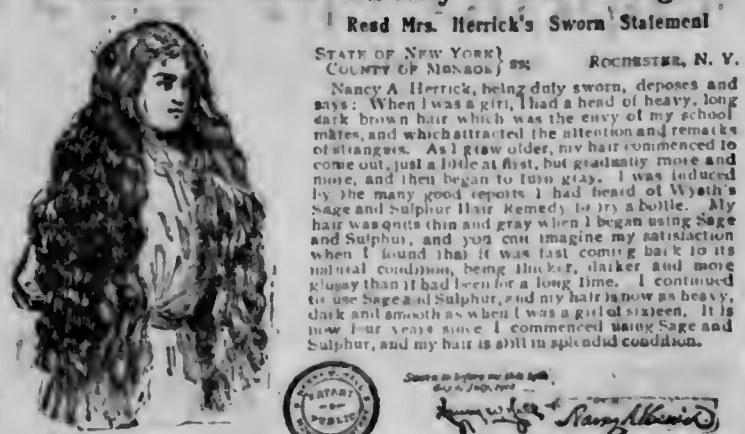 Read Mrs. Herrick's Sworn Statement
STATE OF NEW YORK } ss:
COUNTY OF MONROE }
ROCHESTER, N. Y.
Nancy A. Herrick, being duly sworn, deposes and
says: When I was a girl, I had a head of heavy, long
dark brown hair which was the envy of my school
mates, and which attracted the attention and remarks
of strangers. As I grew older, my hair commenced to
come out, just a little at first, but gradually more and
more, and then began to turn gray. I was induced
by the many good reports I had heard of Wyeth's
Sage and Sulphur Hair Remedy to try a bottle. My
hair was quite thin and gray when I began using Sage
and Sulphur, and you can imagine my satisfaction
when I found that it was fast coming back to its
natural condition, being thicker, darker and more
glossy than it had been for a long time. I continued
to use Sage and Sulphur, and my hair is now as heavy,
dark and smooth as when I was a girl of sixteen. It is
now four years since I commenced using Sage and
Sulphur, and my hair is still in splendid condition.
Sworn to before me this
day of July,
NOTARY
PUBLIC